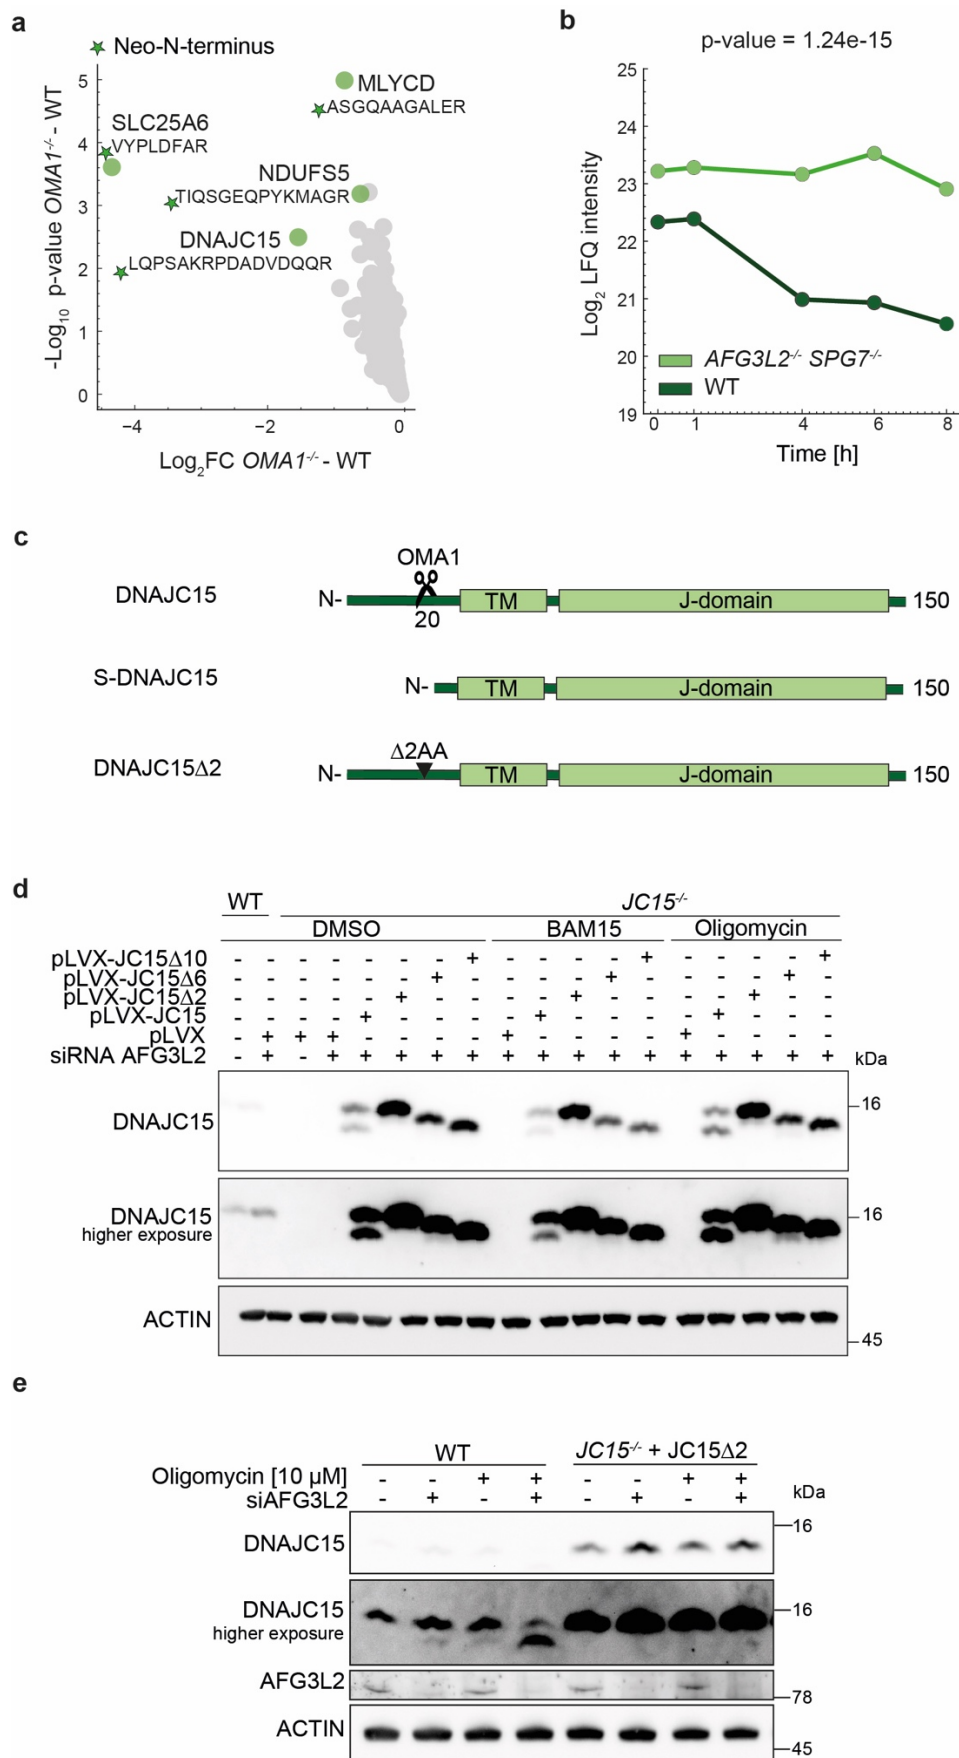 a
Neo-N-terminus
-Log10 p-value OMA1-/- - WT
5
4
3
2
1
0
MLYCD
ASGQAAGALER
SLC25A6
VYPLDFAR
NDUFS5
TIQSGEQPYKMAGR
DNAJC15
LQPSAKRPDADVDQQR
−4 −2 0
Log2FC OMA1-/- - WT
b
p-value = 1.24e-15
Log2 LFQ intensity
25
24
23
22
21
20
19
AFG3L2-/- SPG7-/-
WT
0 1 4 6 8
Time [h]
c
OMA1
DNAJC15 N- TM J-domain 150
20
S-DNAJC15 N- TM J-domain 150
Δ2AA
DNAJC15Δ2 N- TM J-domain 150
d
WT JC15-/-
DMSO BAM15 Oligomycin
pLVX-JC15Δ10 - - - - - - - + - - - - + - - - - +
pLVX-JC15Δ6 - - - - - - + - - - - + - - - - + -
pLVX-JC15Δ2 - - - - - + - - - - + - - - - + - -
pLVX-JC15 - - - - + - - - - + - - - - + - - -
pLVX - + + + - - - - + - - - - + - - - -
siRNA AFG3L2 - + - + + + + + + + + + + + + + + + kDa
DNAJC15 16
DNAJC15 16
higher exposure
ACTIN
45
e
WT JC15-/- + JC15Δ2
Oligomycin [10 µM] - - + + - - + +
siAFG3L2 - + - + - + - + kDa
DNAJC15 16
DNAJC15 16
higher exposure
AFG3L2 78
ACTIN
45